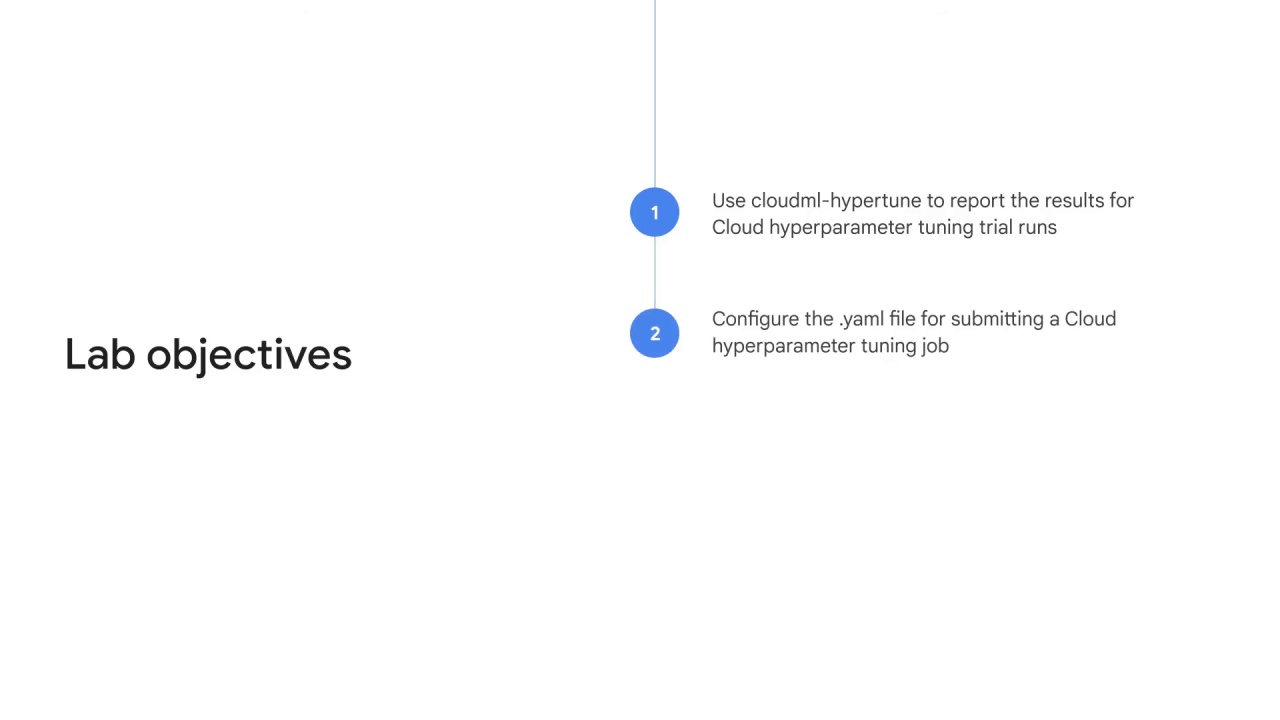 Lab objectives
1
Use cloudml-hypertune to report the results for
Cloud hyperparameter tuning trial runs
2
Configure the .yaml file for submitting a Cloud
hyperparameter tuning job